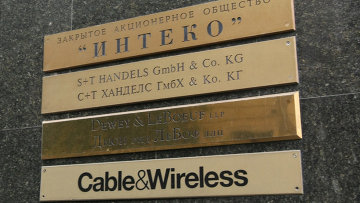 ЗАКРЫТОЕ АКЦИОНЕРНОЕ ОБЩЕСТВО
"ИНТЕКО"
S+T HANDELS GmbH & Co. KG
С+Т ХАНДЕЛС ГмбХ & Ко. КГ
DEWEY & LEBOEUF LLP
Cable&Wireless